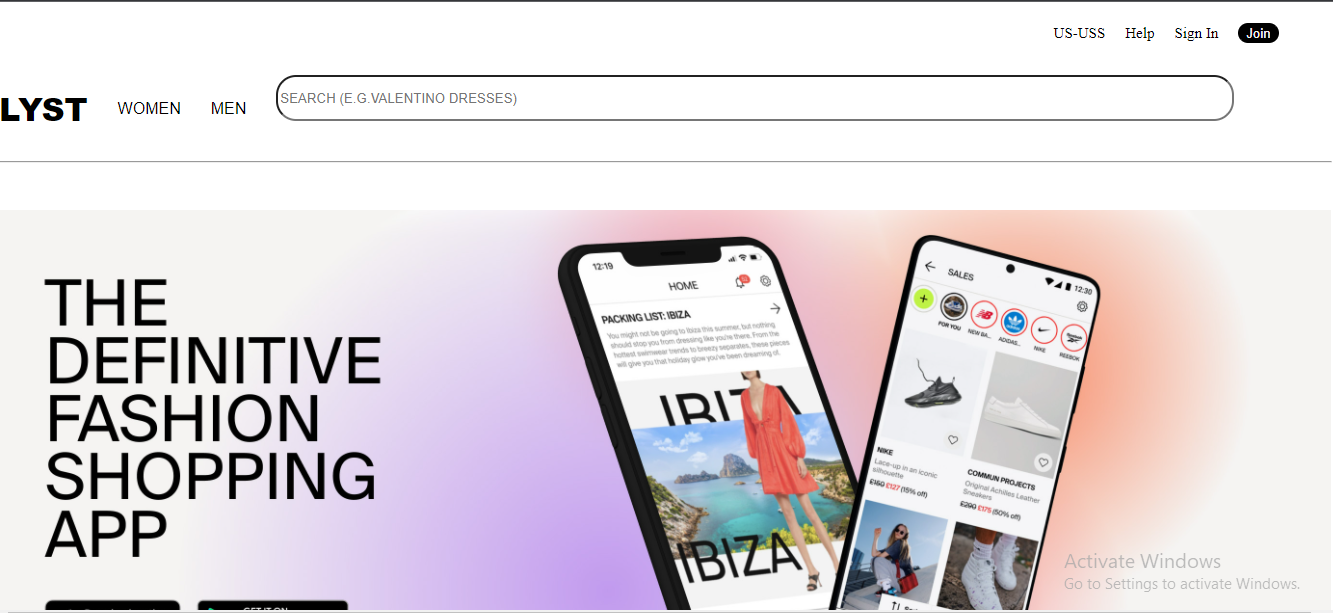 US-USS Help Sign In Join
LYST WOMEN MEN SEARCH (E.G.VALENTINO DRESSES)
THE
DEFINITIVE
FASHION
SHOPPING
APP
GET IT ON
12:19
HOME
PACKING LIST: IBIZA
You might not be going to Ibiza this summer, but nothing
should stop you from dressing like you're there. From the
hottest swimwear trends to breezy separates, these pieces
will give you that holiday glow you've been dreaming of.
IBIZA
IBIZA
12:30
SALES
FOR YOU NEW BA... ADIDAS... NIKE REEBOK
NIKE
Lace-up in an iconic
silhouette
£150 £127 (15% off)
COMMUN PROJECTS
Original Achilles Leather
Sneakers
£290 £175 (50% off)
Activate Windows
Go to Settings to activate Windows.